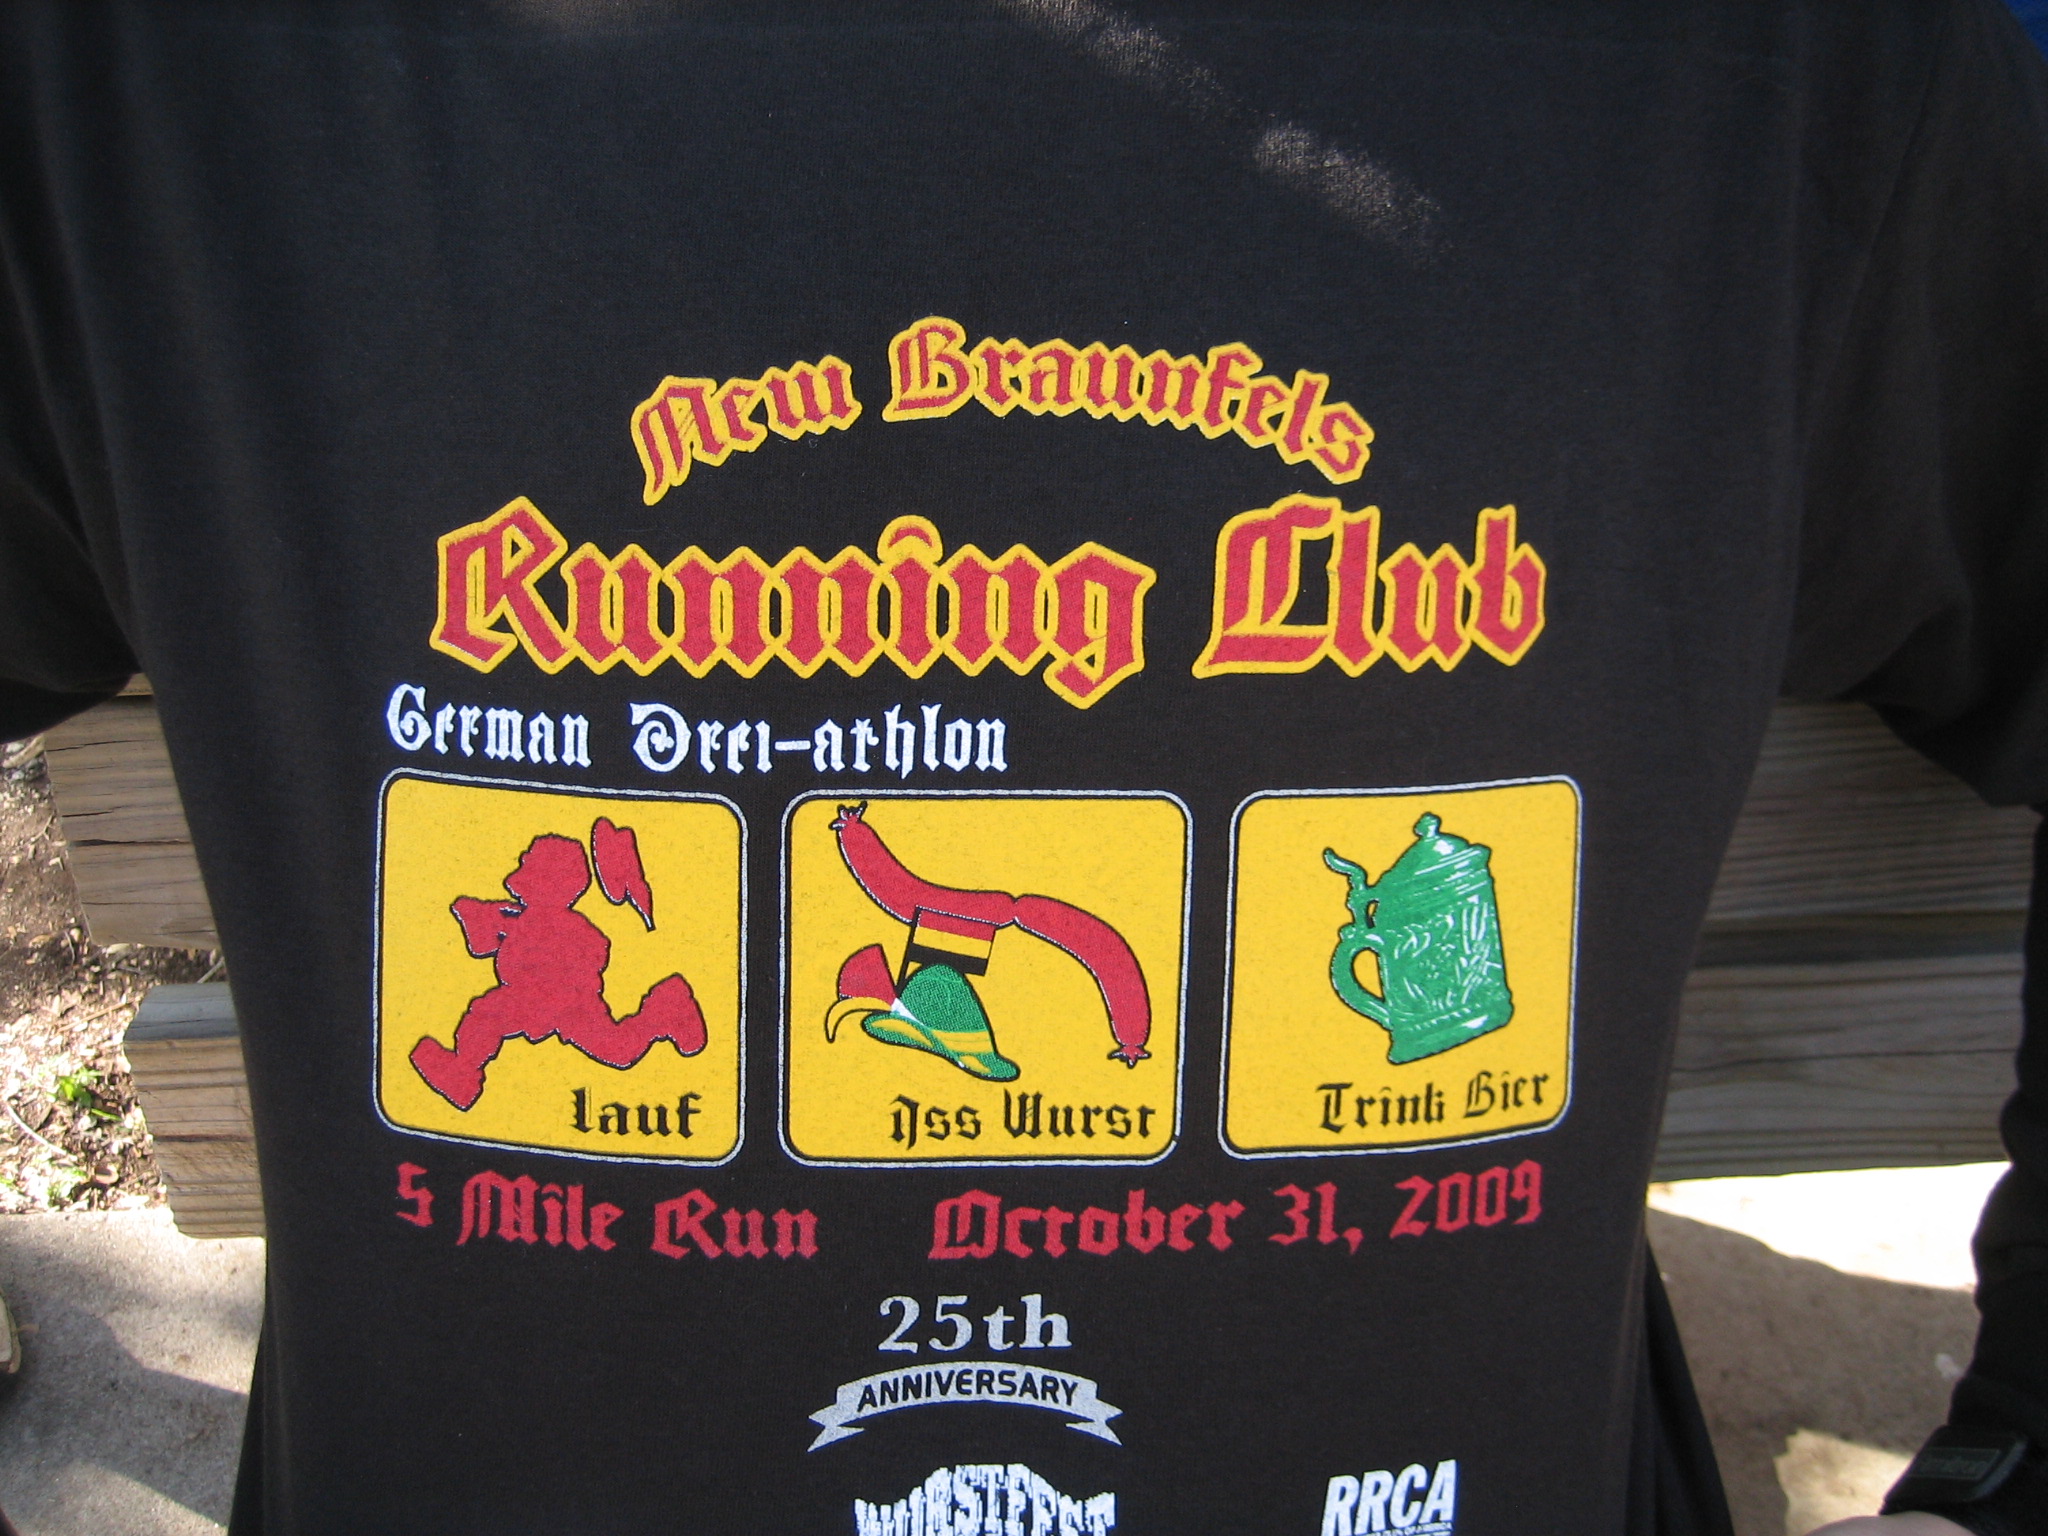 New Braunfels
Running Club
German Drei-athlon
Lauf
Iss Wurst
Trink Bier
5 Mile Run October 31, 2009
25th
ANNIVERSARY
WURSTFEST
RRCA